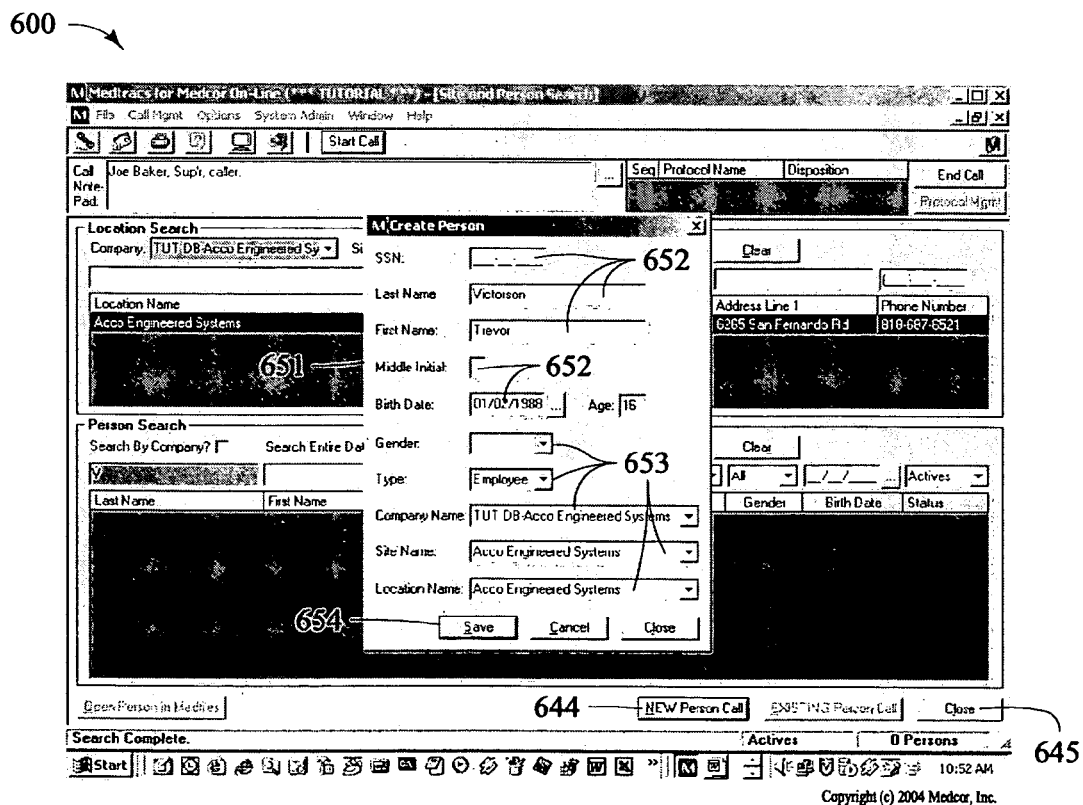 600
Medtracs for Medcor On-Line (*** TUTORIAL ***) - [Site and Person Search]
File Call Mgmt Options System Admin Window Help
Start Call
Call Note Pad: Joe Baker, Sup'r, caller.
...
Seq Protocol Name Disposition
End Call
Protocol Mgmt
Location Search
Company: TUT DB-Acco Engineered Sy
Clear
Location Name
Address Line 1 Phone Number
Acco Engineered Systems
6265 San Fernando Rd 818-687-6521
Create Person
SSN:
652
Last Name Victorson
First Name: Trevor
651
Middle Initial:
652
Birth Date: 01/02/1988 ... Age: 16
Gender:
653
Type: Employee
Company Name TUT DB-Acco Engineered Systems
Site Name: Acco Engineered Systems
Location Name: Acco Engineered Systems
654
Save Cancel Close
Person Search
Search By Company? Search Entire Dat
Clear
All _/_/_ ... Actives
Last Name First Name
Gender Birth Date Status
Open Person in Medfiles
644
NEW Person Call EXISTING Person Call Close
645
Search Complete.
Actives 0 Persons
Start
10:52 AM
Copyright (c) 2004 Medcor, Inc.